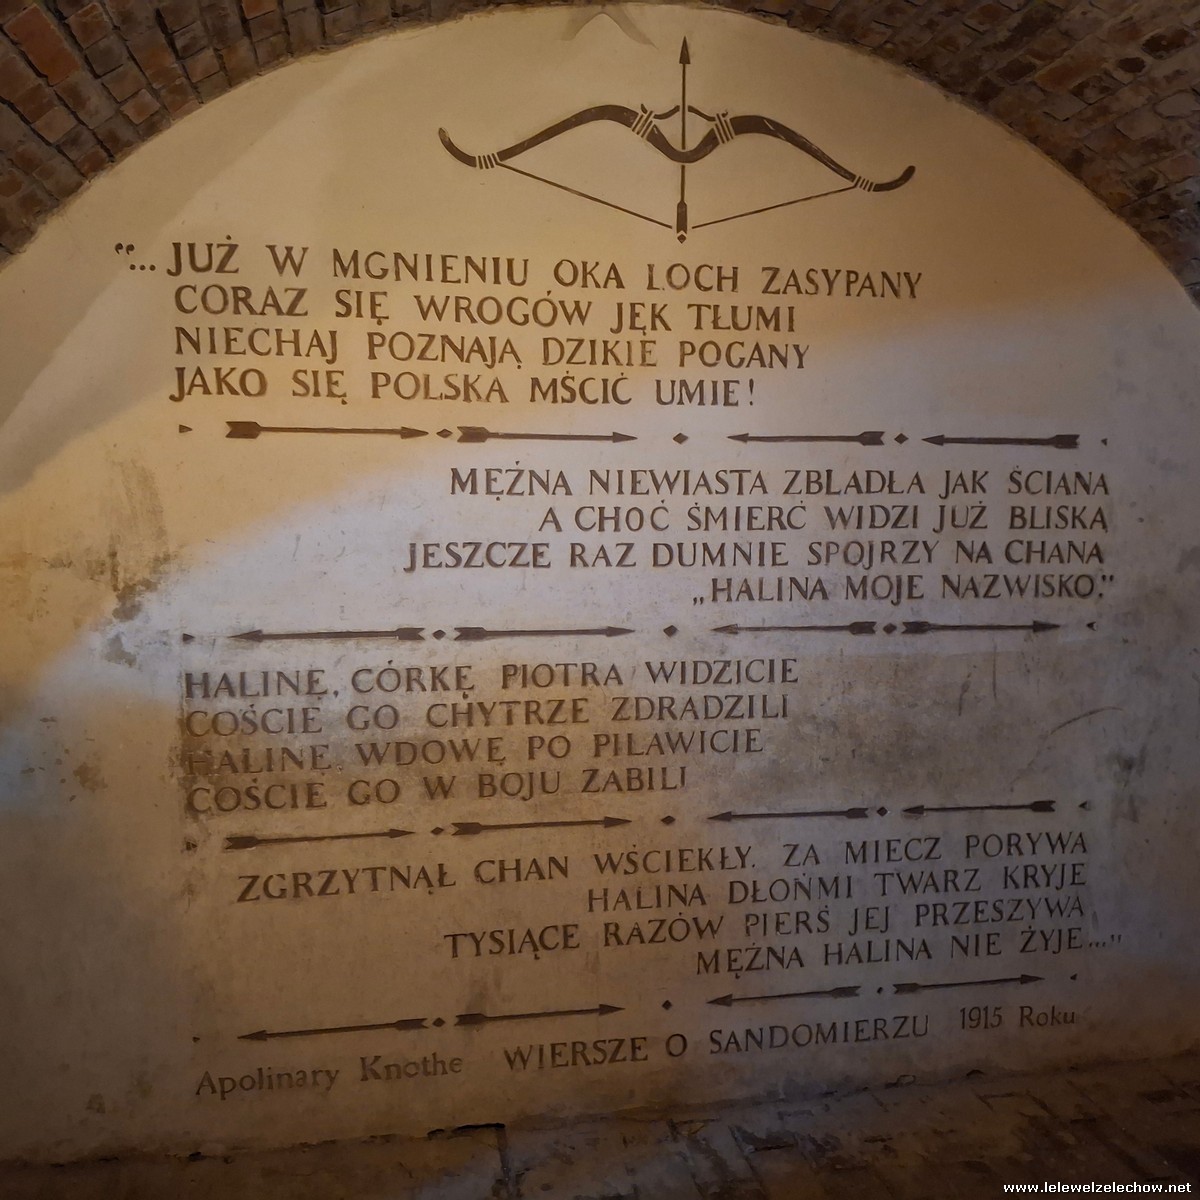 "...JUŻ W MGNIENIU OKA LOCH ZASYPANY
CORAZ SIĘ WROGÓW JĘK TŁUMI
NIECHAJ POZNAJĄ DZIKIE POGANY
JAKO SIĘ POLSKA MŚCIĆ UMIE!
MĘŹNA NIEWIASTA ZBLADŁA JAK ŚCIANA
A CHOĆ ŚMIERĆ WIDZI JUŻ BLISKĄ
JESZCZE RAZ DUMNIE SPOJRZY NA CHANA
„HALINA MOJE NAZWISKO."
HALINĘ, CÓRKĘ PIOTRA WIDZICIE
COŚCIE GO CHYTRZE ZDRADZILI
HALINĘ, WDOWĘ PO PILAWICIE
COŚCIE GO W BOJU ZABILI
ZGRZYTNĄŁ CHAN WŚCIEKŁY. ZA MIECZ PORYWA
HALINA DŁOŃMI TWARZ KRYJE
TYSIĄCE RAZÓW PIERŚ JEJ PRZESZYWA
MĘŹNA HALINA NIE ŻYJE..."
Apolinary Knothe WIERSZE O SANDOMIERZU 1915 Roku
www.lelewelzelechow.net